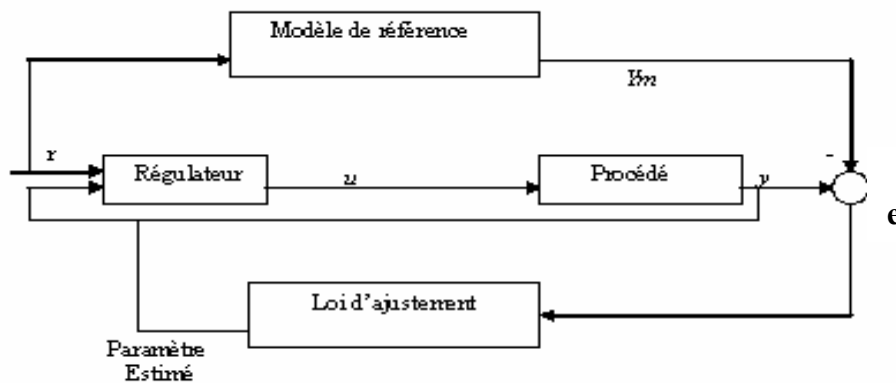 Modèle de référence
Ym
-
r
Régulateur
u
Procédé
y
e
Loi d'ajustement
Paramètre
Estimé